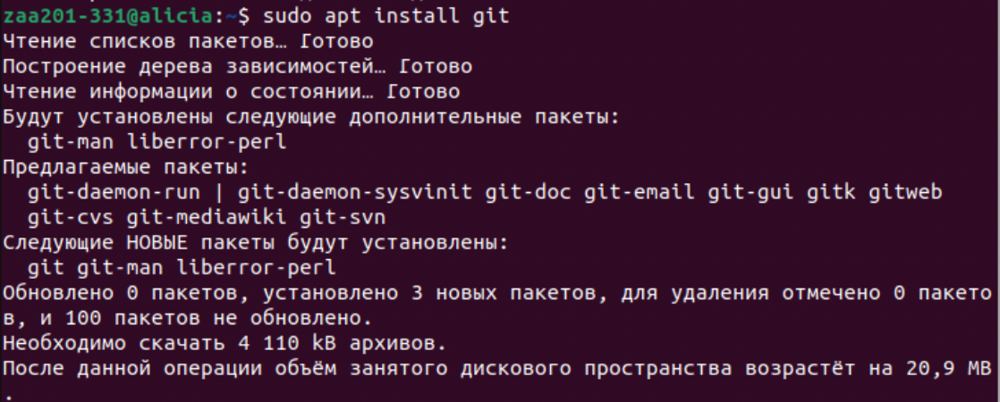 zaa201-331@alicia:~$ sudo apt install git
Чтение списков пакетов… Готово
Построение дерева зависимостей… Готово
Чтение информации о состоянии… Готово
Будут установлены следующие дополнительные пакеты:
  git-man liberror-perl
Предлагаемые пакеты:
  git-daemon-run | git-daemon-sysvinit git-doc git-email git-gui gitk gitweb
  git-cvs git-mediawiki git-svn
Следующие НОВЫЕ пакеты будут установлены:
  git git-man liberror-perl
Обновлено 0 пакетов, установлено 3 новых пакетов, для удаления отмечено 0 пакето
в, и 100 пакетов не обновлено.
Необходимо скачать 4 110 kB архивов.
После данной операции объём занятого дискового пространства возрастёт на 20,9 MB
.